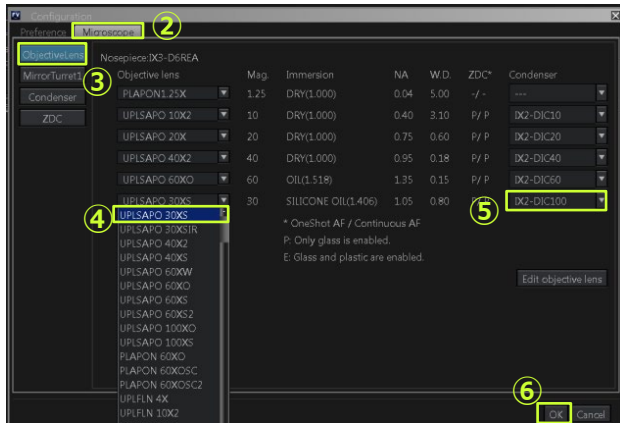 FV Configuration
Preference Microscope ②
ObjectiveLens Nosepiece:IX3-D6REA
③ Objective lens Mag. Immersion NA W.D. ZDC* Condenser
MirrorTurret1
PLAPON1.25X 1.25 DRY(1.000) 0.04 5.00 -/ - ---
Condenser
UPLSAPO 10X2 10 DRY(1.000) 0.40 3.10 P/ P IX2-DIC10
ZDC
UPLSAPO 20X 20 DRY(1.000) 0.75 0.60 P/ P IX2-DIC20
UPLSAPO 40X2 40 DRY(1.000) 0.95 0.18 P/ P IX2-DIC40
UPLSAPO 60XO 60 OIL(1.518) 1.35 0.15 P/ P IX2-DIC60
UPLSAPO 30XS 30 SILICONE OIL(1.406) 1.05 0.80 ⑤ IX2-DIC100
④ UPLSAPO 30XS
* OneShot AF / Continuous AF
UPLSAPO 30XSIR
P: Only glass is enabled.
UPLSAPO 40X2
UPLSAPO 40XS
E: Glass and plastic are enabled.
UPLSAPO 60XW
UPLSAPO 60XO
Edit objective lens
UPLSAPO 60XS
UPLSAPO 60XS2
UPLSAPO 100XO
UPLSAPO 100XS
PLAPON 60XO
PLAPON 60XOSC
PLAPON 60XOSC2
UPLFLN 4X
UPLFLN 10X2
⑥
OK Cancel